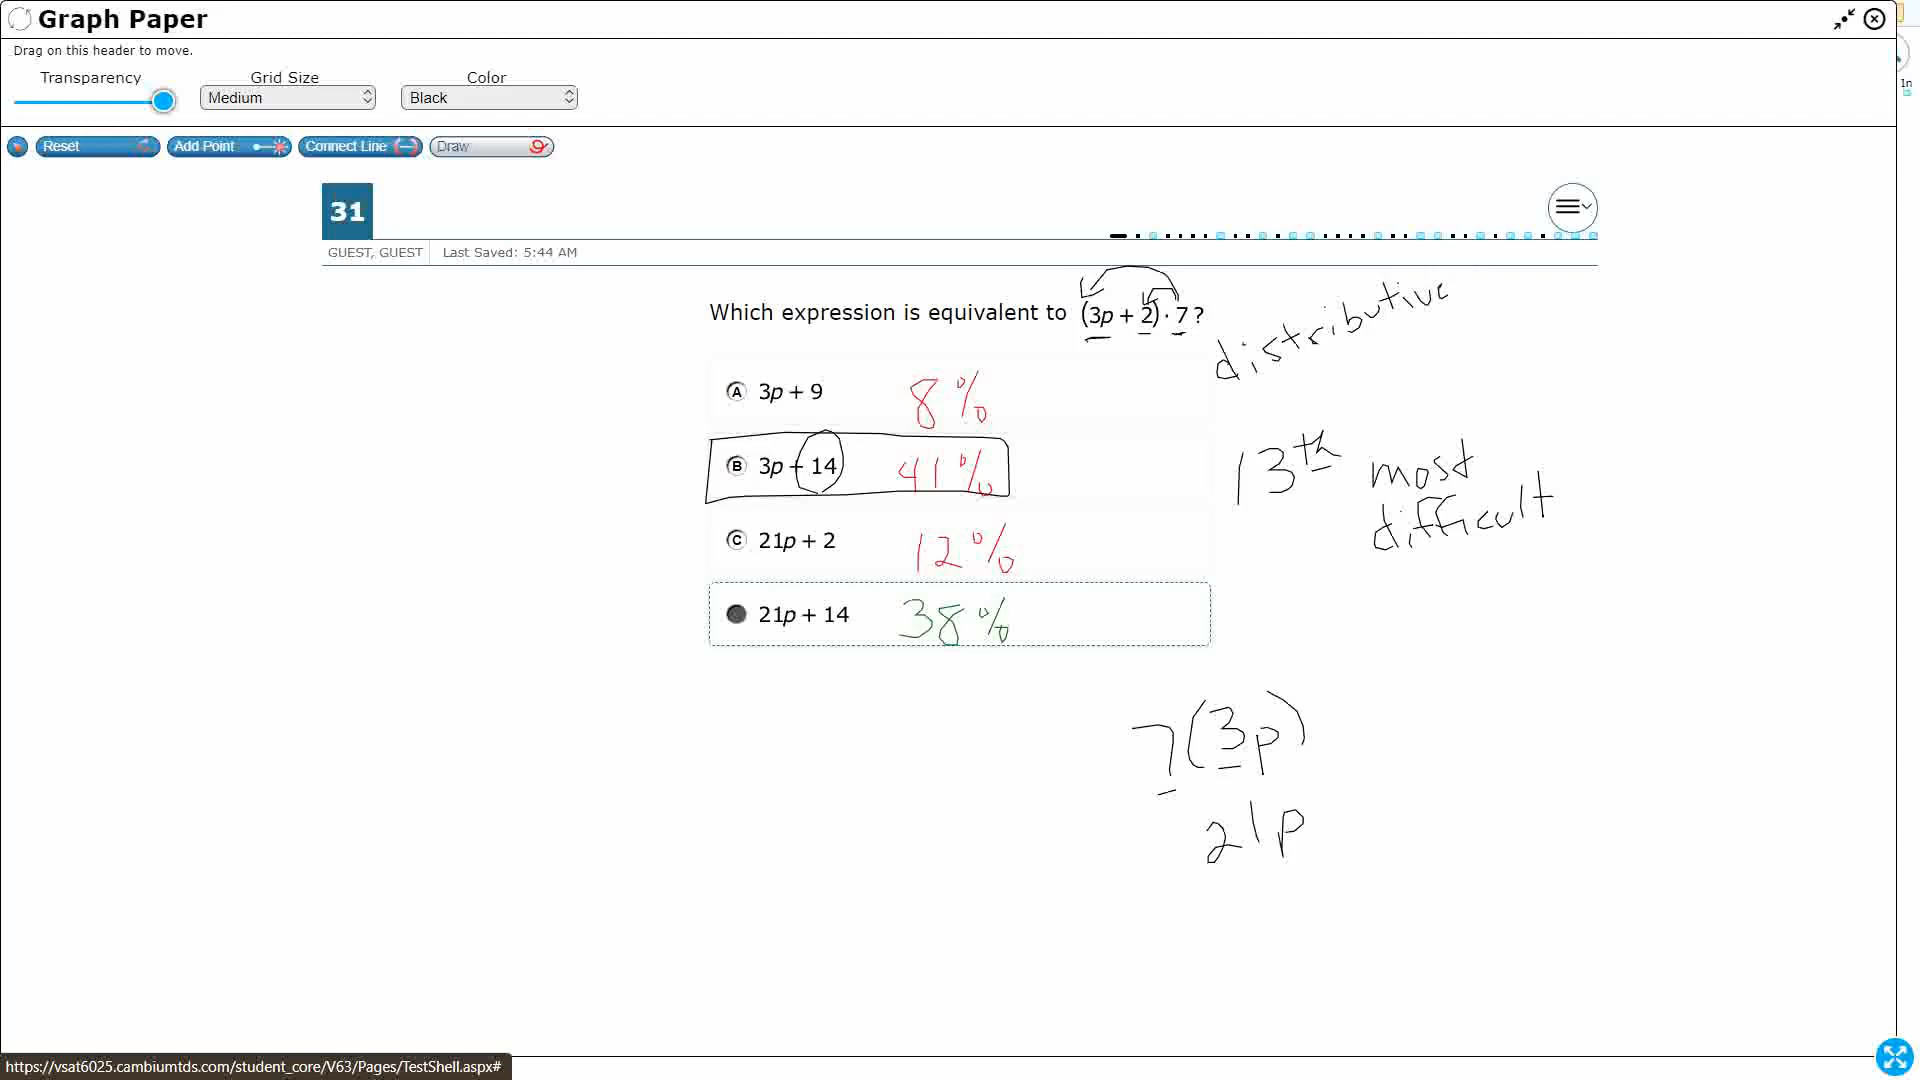 Graph Paper
Drag on this header to move.
Transparency
Grid Size
Color
Medium
Black
Reset
Add Point
Connect Line
Draw
1n
31
GUEST, GUEST
Last Saved: 5:44 AM
Which expression is equivalent to (3p + 2) · 7 ?
distributive
A 3p + 9 8%
B 3p + 14 41%
C 21p + 2 12%
21p + 14 38%
13th most
difficult
7(3p)
21p
https://vsat6025.cambiumtds.com/student_core/V63/Pages/TestShell.aspx#